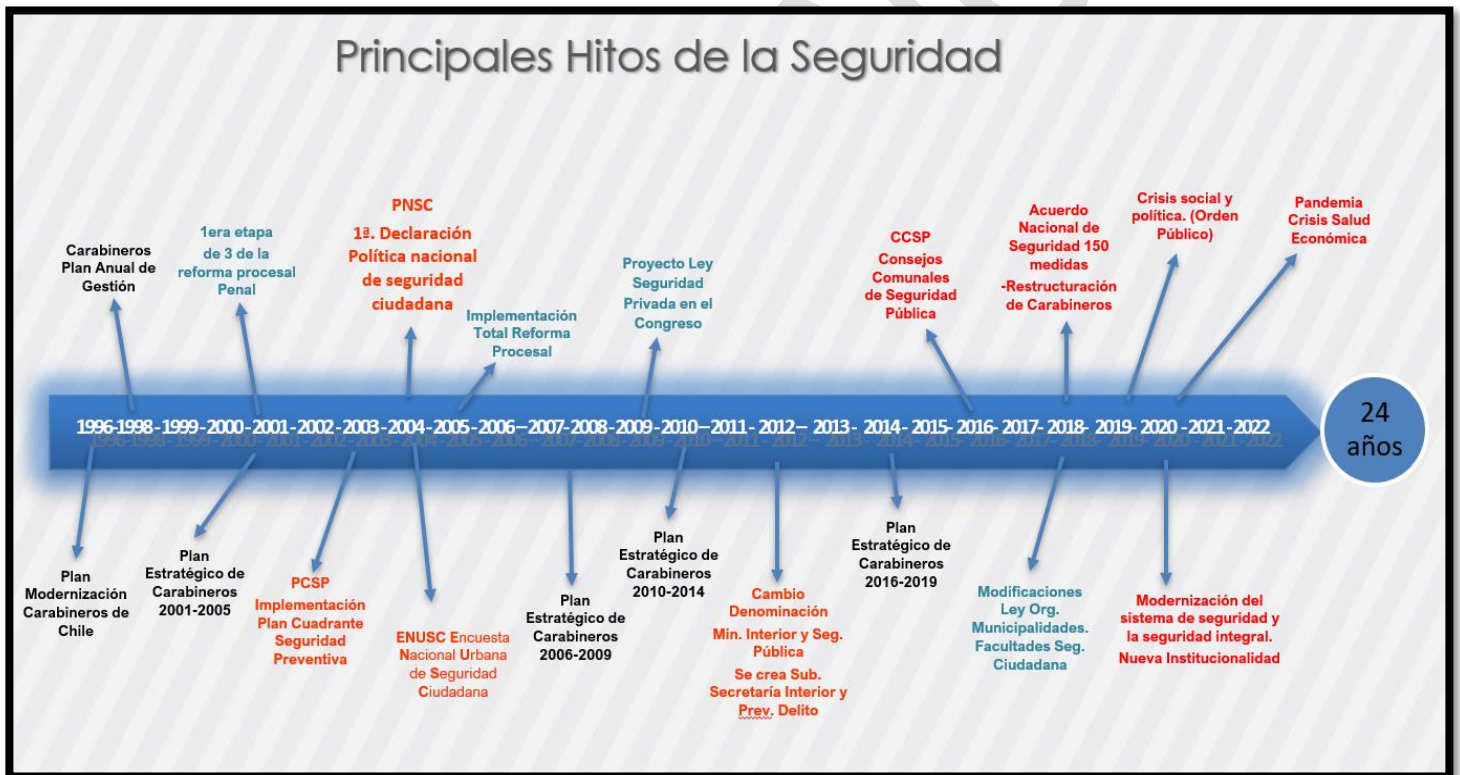 Principales Hitos de la Seguridad
Carabineros
Plan Anual de
Gestión
1era etapa
de 3 de la
reforma procesal
Penal
PNSC
1ª. Declaración
Política nacional
de seguridad
ciudadana
Implementación
Total Reforma
Procesal
Proyecto Ley
Seguridad
Privada en el
Congreso
CCSP
Consejos
Comunales
de Seguridad
Pública
Acuerdo
Nacional de
Seguridad 150
medidas
-Restructuración
de Carabineros
Crisis social y
política. (Orden
Público)
Pandemia
Crisis Salud
Económica
1996-1998-1999-2000-2001-2002-2003-2004-2005-2006–2007-2008-2009-2010–2011-2012– 2013- 2014-2015-2016-2017-2018- 2019-2020 -2021-2022
24
años
Plan
Modernización
Carabineros de
Chile
Plan
Estratégico de
Carabineros
2001-2005
PCSP
Implementación
Plan Cuadrante
Seguridad
Preventiva
ENUSC Encuesta
Nacional Urbana
de Seguridad
Ciudadana
Plan
Estratégico de
Carabineros
2006-2009
Plan
Estratégico de
Carabineros
2010-2014
Cambio
Denominación
Min. Interior y Seg.
Pública
Se crea Sub.
Secretaría Interior y
Prev. Delito
Plan
Estratégico de
Carabineros
2016-2019
Modificaciones
Ley Org.
Municipalidades.
Facultades Seg.
Ciudadana
Modernización del
sistema de seguridad y
la seguridad integral.
Nueva Institucionalidad